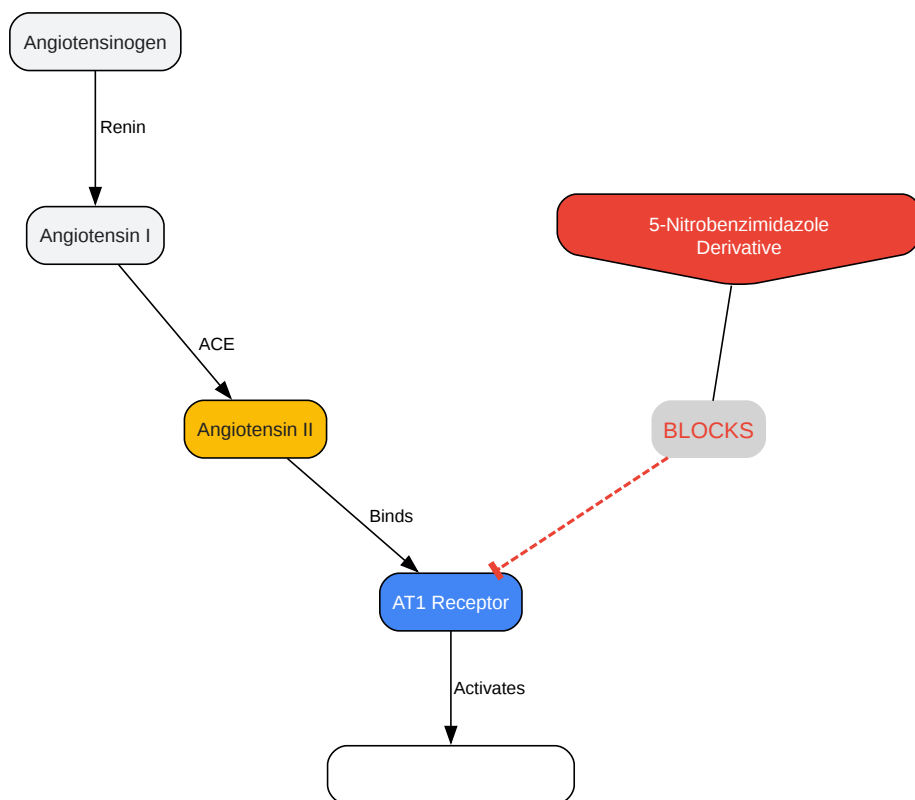 Angiotensinogen
Renin
Angiotensin I
5-Nitrobenzimidazole
Derivative
ACE
Angiotensin II
BLOCKS
Binds
AT1 Receptor
Activates